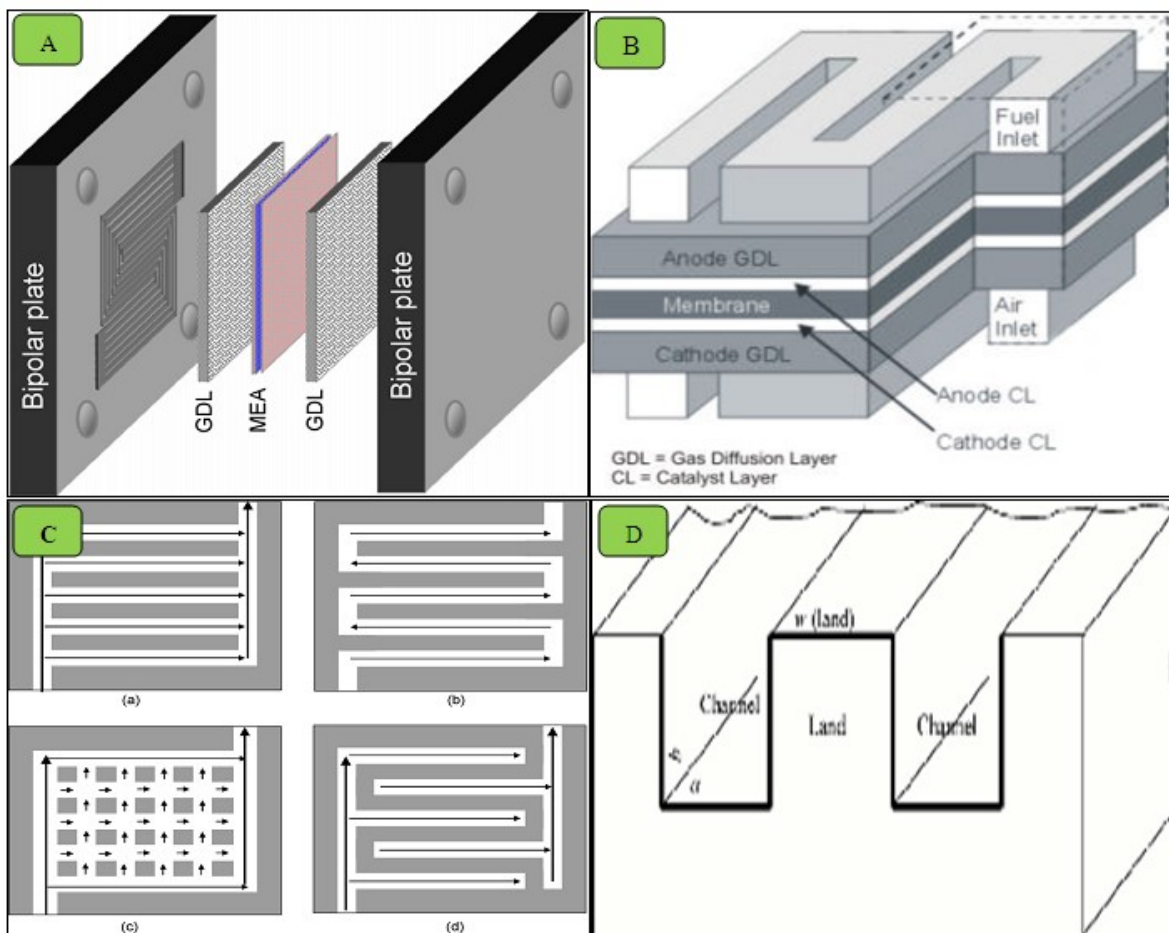 A
Bipolar plate
GDL
MEA
GDL
Bipolar plate
B
Fuel
Inlet
Anode GDL
Membrane
Cathode GDL
Air
Inlet
Anode CL
Cathode CL
GDL = Gas Diffusion Layer
CL = Catalyst Layer
C
(a)
(b)
(c)
(d)
D
w (land)
Channel
Land
Channel
a